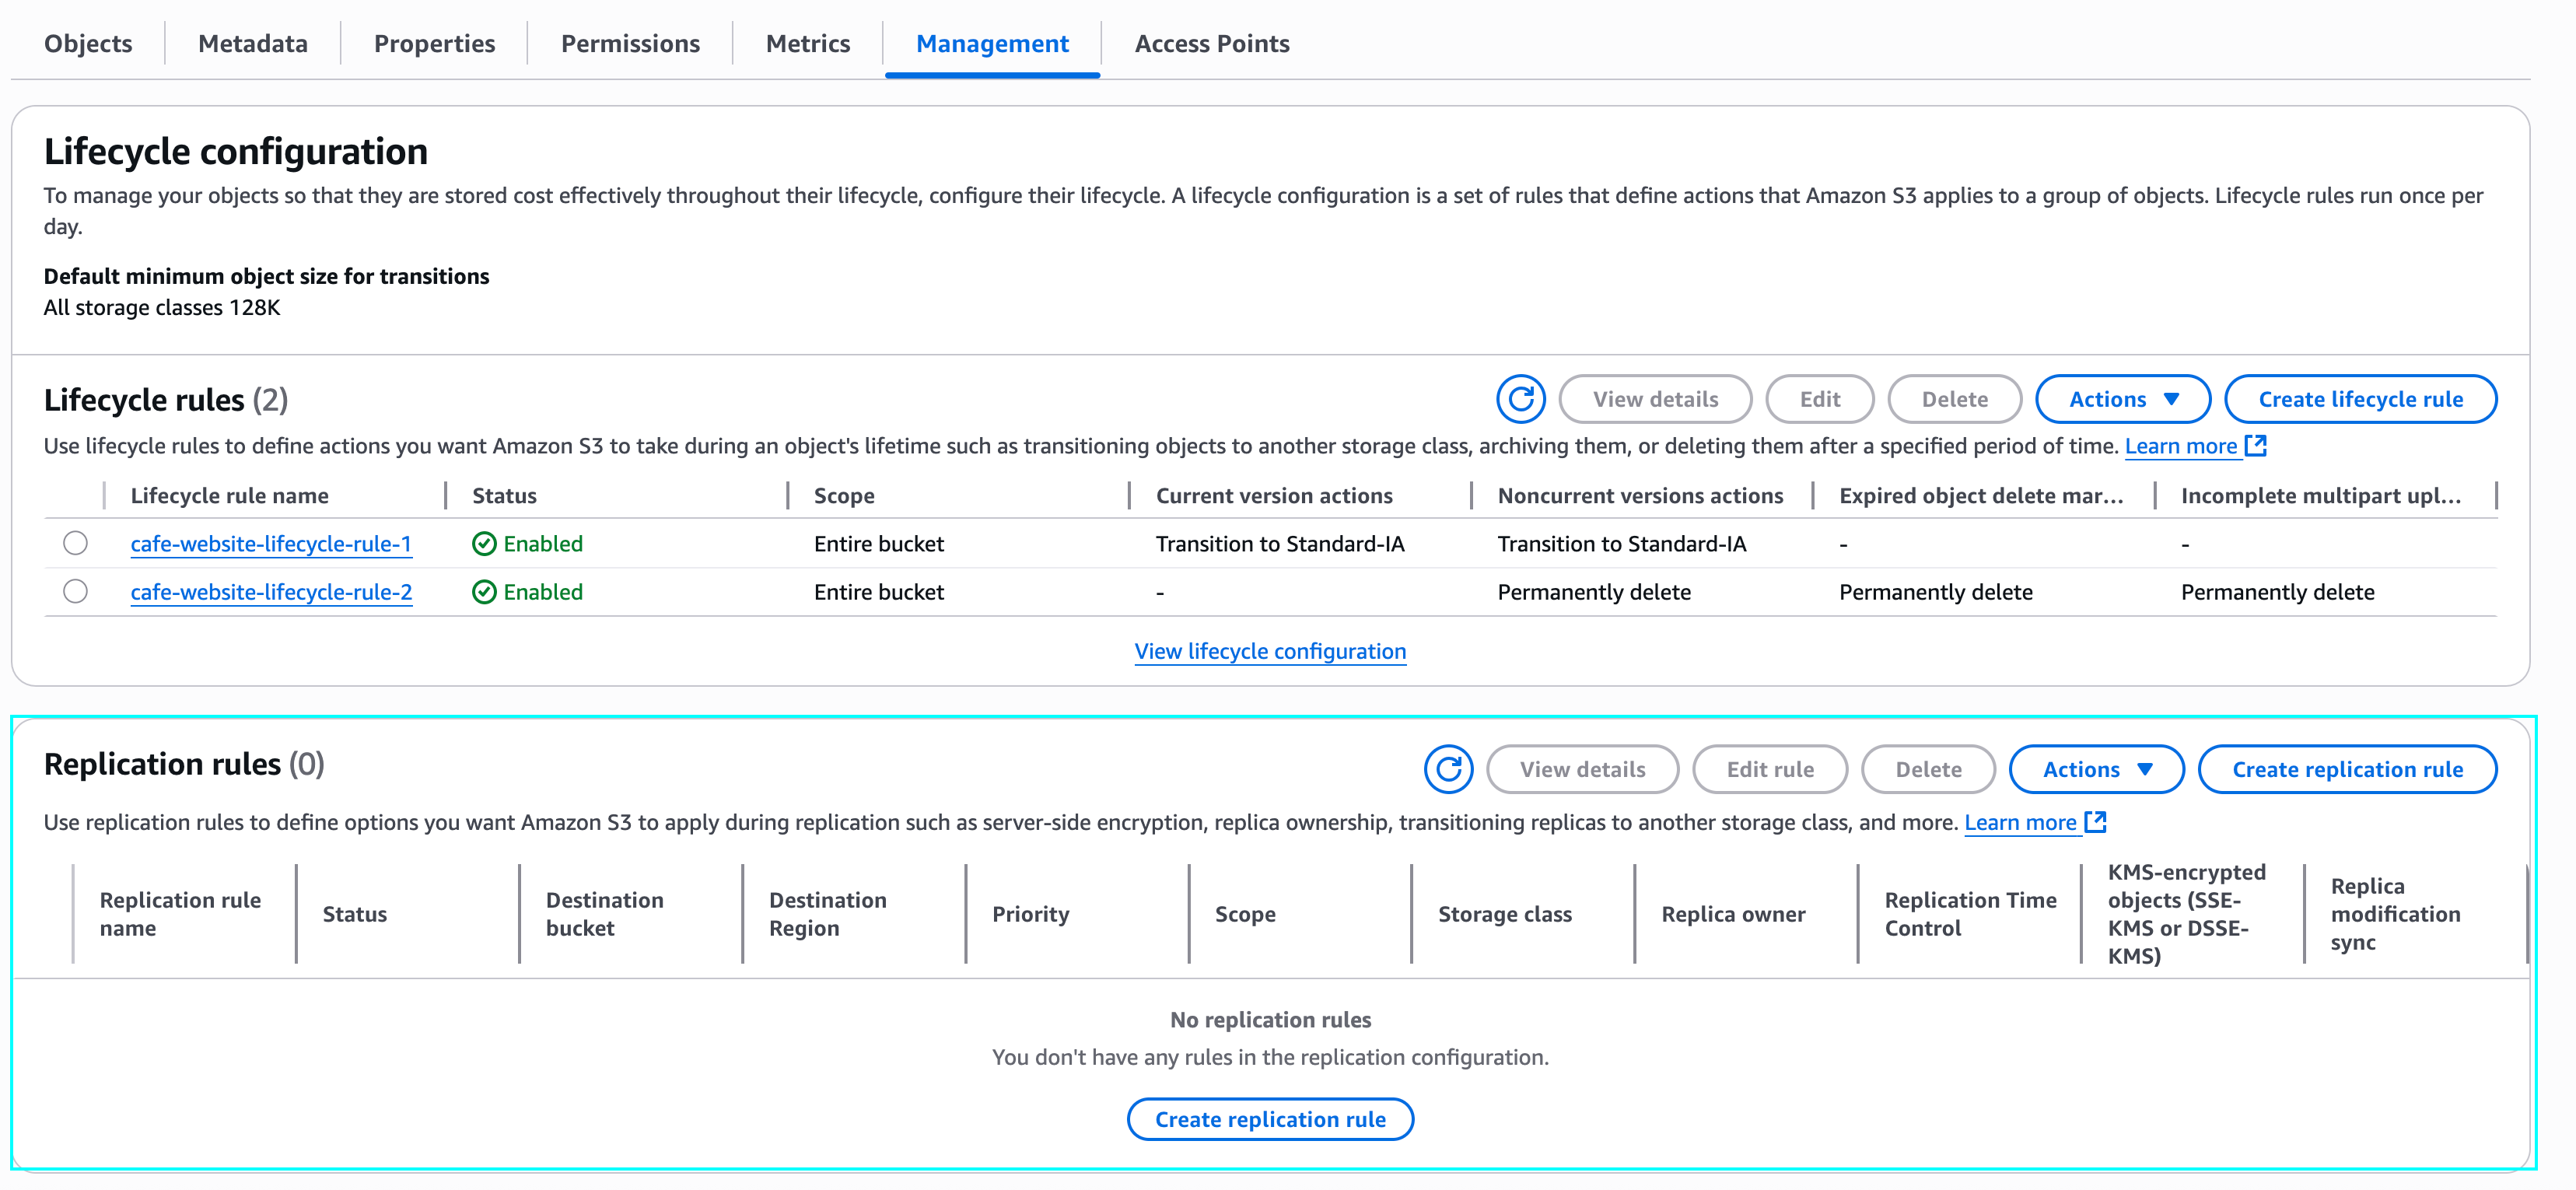 Objects Metadata Properties Permissions Metrics Management Access Points
Lifecycle configuration
To manage your objects so that they are stored cost effectively throughout their lifecycle, configure their lifecycle. A lifecycle configuration is a set of rules that define actions that Amazon S3 applies to a group of objects. Lifecycle rules run once per
day.
Default minimum object size for transitions
All storage classes 128K
Lifecycle rules (2) View details Edit Delete Actions Create lifecycle rule
Use lifecycle rules to define actions you want Amazon S3 to take during an object's lifetime such as transitioning objects to another storage class, archiving them, or deleting them after a specified period of time. Learn more
Lifecycle rule name Status Scope Current version actions Noncurrent versions actions Expired object delete mar... Incomplete multipart upl...
cafe-website-lifecycle-rule-1 Enabled Entire bucket Transition to Standard-IA Transition to Standard-IA - -
cafe-website-lifecycle-rule-2 Enabled Entire bucket - Permanently delete Permanently delete Permanently delete
View lifecycle configuration
Replication rules (0) View details Edit rule Delete Actions Create replication rule
Use replication rules to define options you want Amazon S3 to apply during replication such as server-side encryption, replica ownership, transitioning replicas to another storage class, and more. Learn more
Replication rule
name
Status
Destination
bucket
Destination
Region
Priority
Scope
Storage class
Replica owner
Replication Time
Control
KMS-encrypted
objects (SSE-
KMS or DSSE-
KMS)
Replica
modification
sync
No replication rules
You don't have any rules in the replication configuration.
Create replication rule